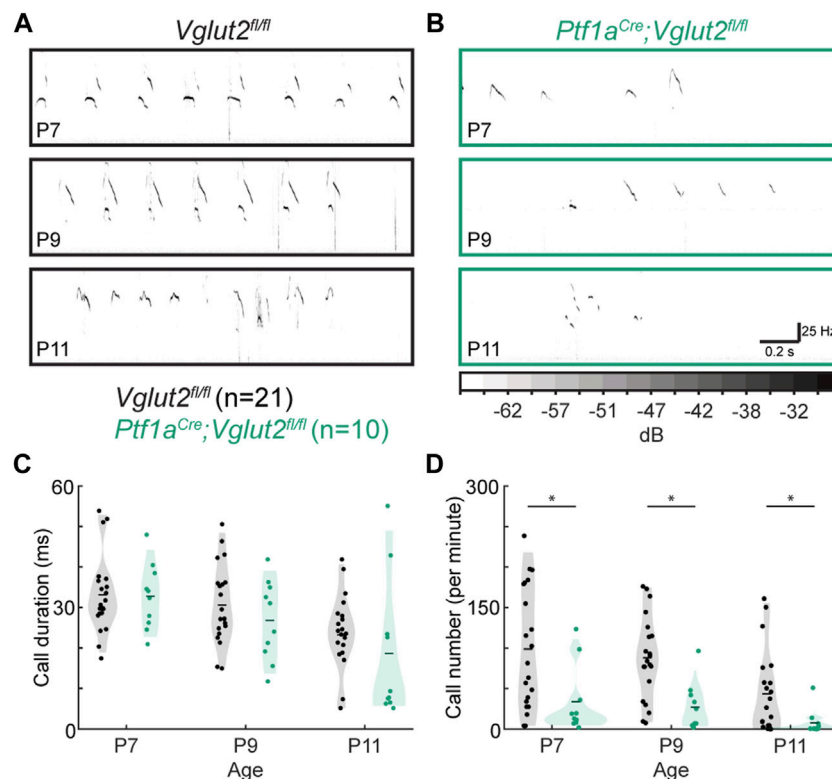 A
Vglut2fl/fl
B
Ptf1aCre;Vglut2fl/fl
P7
P7
P9
P9
P11
P11
25 Hz
0.2 s
-62 -57 -51 -47 -42 -38 -32
dB
Vglut2fl/fl (n=21)
Ptf1aCre;Vglut2fl/fl (n=10)
C
D
Call duration (ms)
60
30
0
P7 P9 P11
Age
Call number (per minute)
300
150
0
* * *
P7 P9 P11
Age